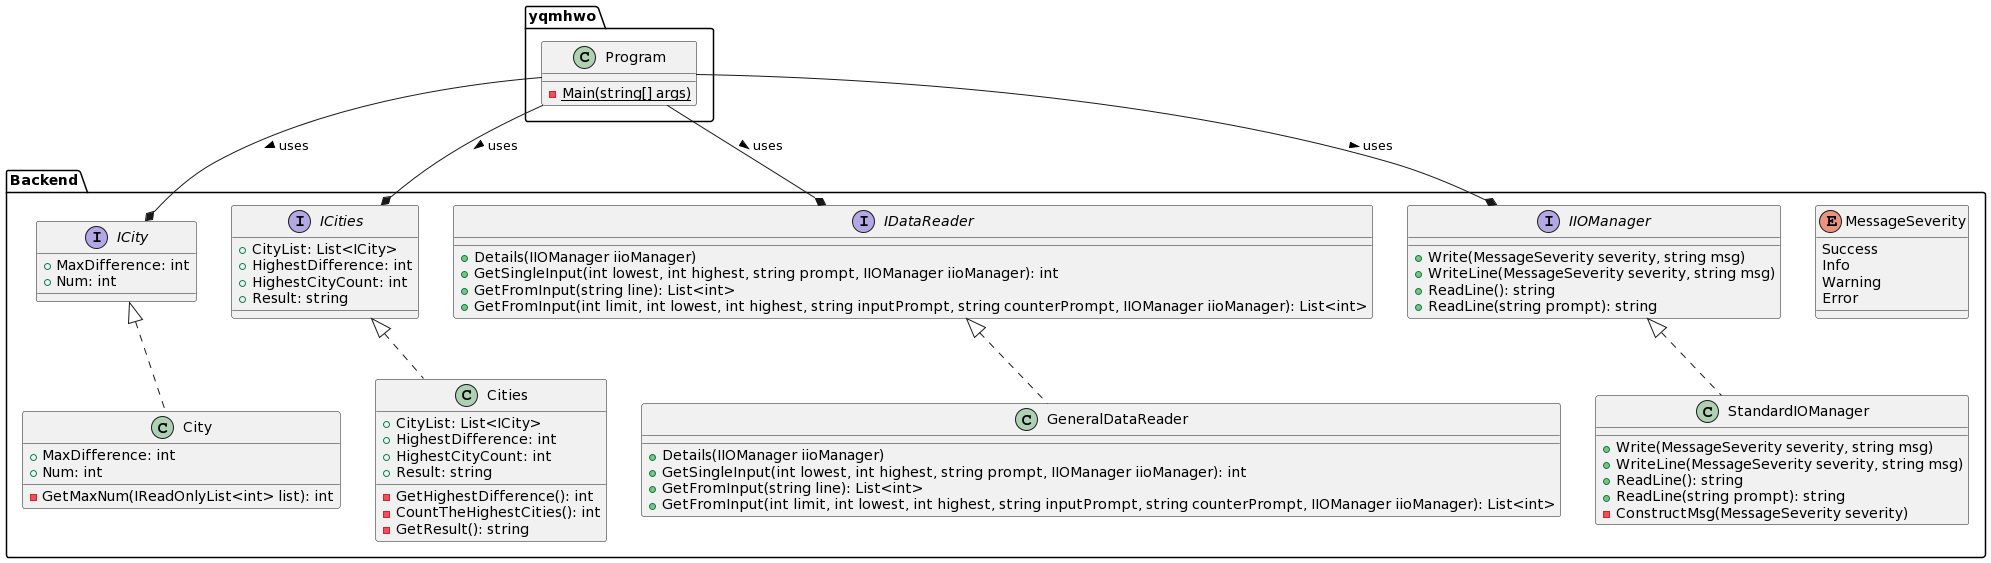 yqmhwo
C Program
Main(string[] args)
uses
uses
uses
uses
Backend
I ICity
MaxDifference: int
Num: int
I ICities
CityList: List<ICity>
HighestDifference: int
HighestCityCount: int
Result: string
I IDataReader
Details(IIOManager iioManager)
GetSingleInput(int lowest, int highest, string prompt, IIOManager iioManager): int
GetFromInput(string line): List<int>
GetFromInput(int limit, int lowest, int highest, string inputPrompt, string counterPrompt, IIOManager iioManager): List<int>
I IIOManager
Write(MessageSeverity severity, string msg)
WriteLine(MessageSeverity severity, string msg)
ReadLine(): string
ReadLine(string prompt): string
E MessageSeverity
Success
Info
Warning
Error
C City
MaxDifference: int
Num: int
GetMaxNum(IReadOnlyList<int> list): int
C Cities
CityList: List<ICity>
HighestDifference: int
HighestCityCount: int
Result: string
GetHighestDifference(): int
CountTheHighestCities(): int
GetResult(): string
C GeneralDataReader
Details(IIOManager iioManager)
GetSingleInput(int lowest, int highest, string prompt, IIOManager iioManager): int
GetFromInput(string line): List<int>
GetFromInput(int limit, int lowest, int highest, string inputPrompt, string counterPrompt, IIOManager iioManager): List<int>
C StandardIOManager
Write(MessageSeverity severity, string msg)
WriteLine(MessageSeverity severity, string msg)
ReadLine(): string
ReadLine(string prompt): string
ConstructMsg(MessageSeverity severity)